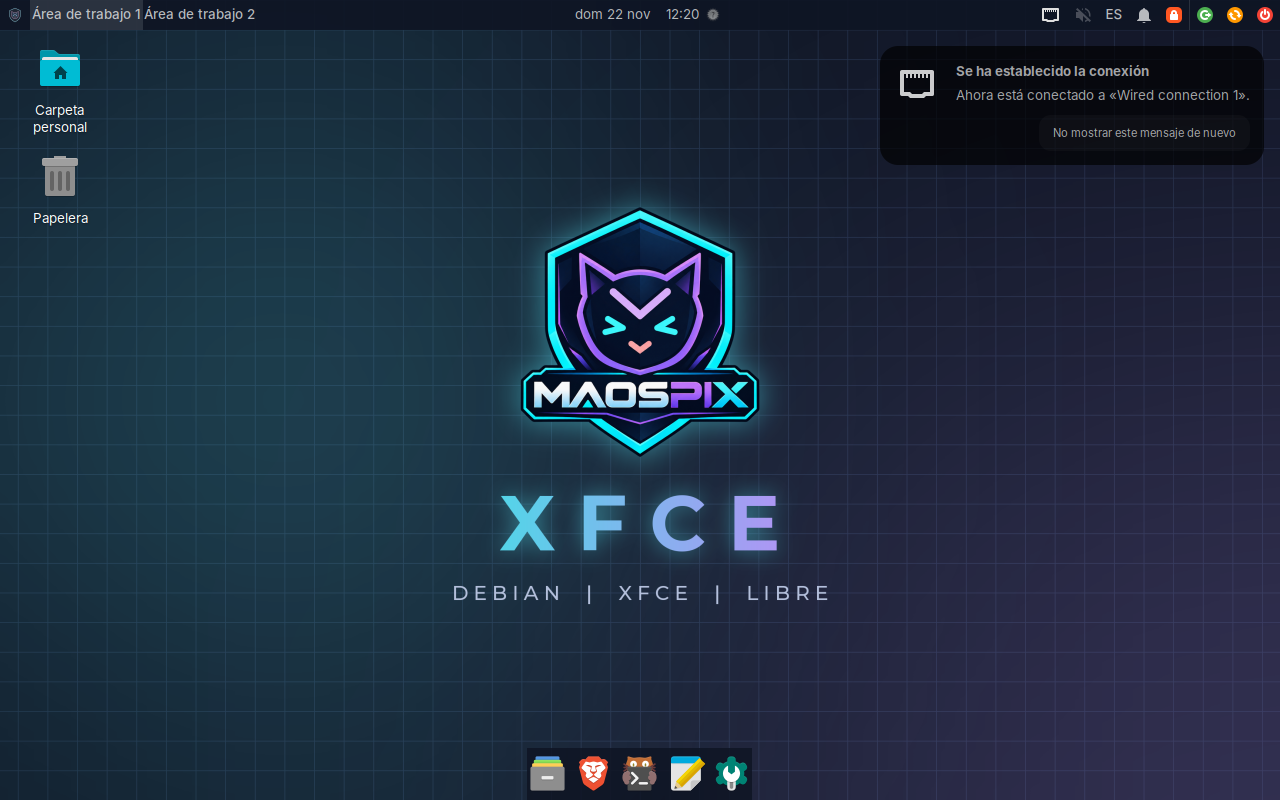 Área de trabajo 1 Área de trabajo 2
dom 22 nov 12:20
ES
Carpeta
personal
Papelera
Se ha establecido la conexión
Ahora está conectado a «Wired connection 1».
No mostrar este mensaje de nuevo
MAOSPIX
XFCE
DEBIAN | XFCE | LIBRE